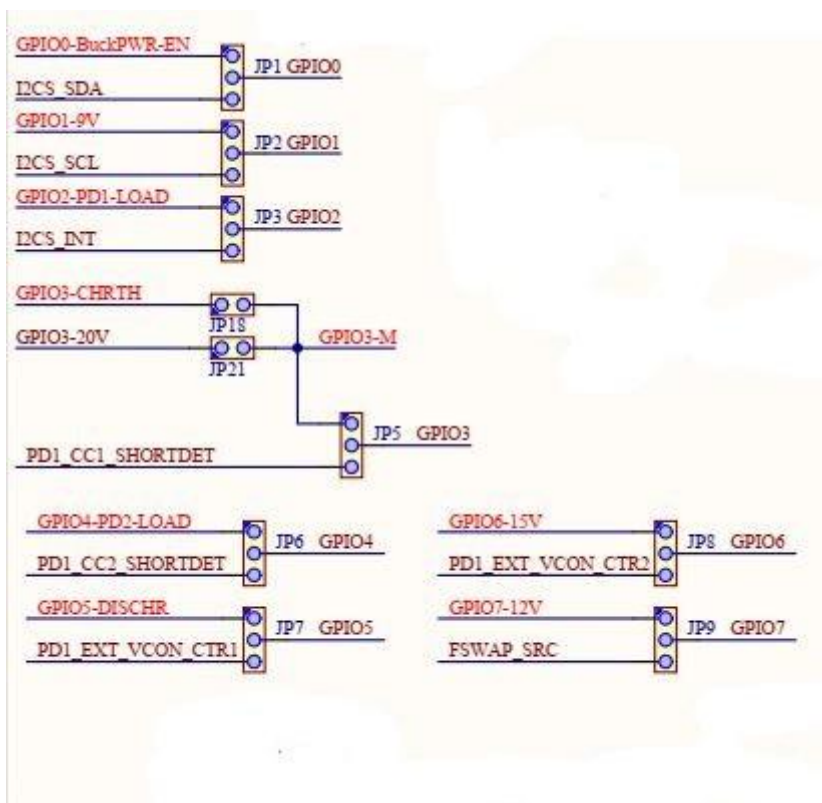 GPIO0-BuckPWR-EN
JP1 GPIO0
I2CS_SDA
GPIO1-9V
JP2 GPIO1
I2CS_SCL
GPIO2-PD1-LOAD
JP3 GPIO2
I2CS_INT
GPIO3-CHRTH
JP18
GPIO3-20V
GPIO3-M
JP21
JP5 GPIO3
PD1_CC1_SHORTDET
GPIO4-PD2-LOAD
JP6 GPIO4
PD1_CC2_SHORTDET
GPIO5-DISCHR
JP7 GPIO5
PD1_EXT_VCON_CTR1
GPIO6-15V
JP8 GPIO6
PD1_EXT_VCON_CTR2
GPIO7-12V
JP9 GPIO7
FSWAP_SRC